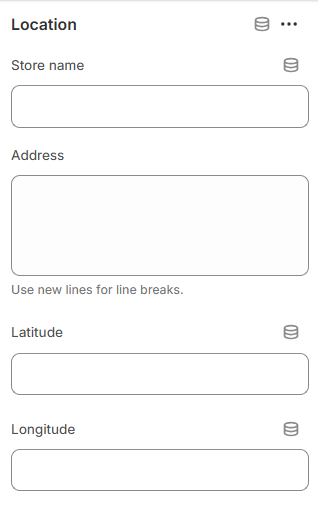 Location
Store name
Address
Use new lines for line breaks.
Latitude
Longitude